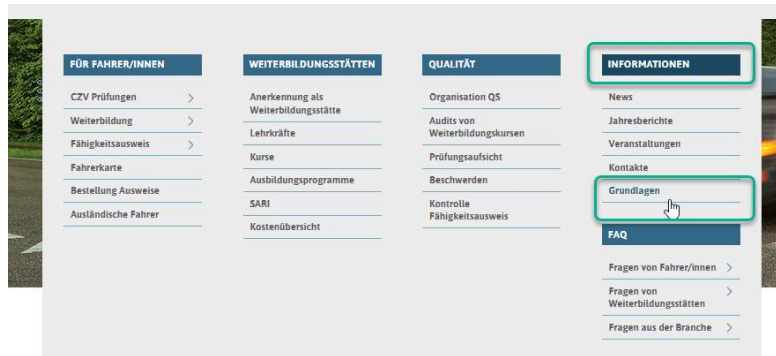 FÜR FAHRER/INNEN
CZV Prüfungen
Weiterbildung
Fähigkeitsausweis
Fahrerkarte
Bestellung Ausweise
Ausländische Fahrer
WEITERBILDUNGSSTÄTTEN
Anerkennung als
Weiterbildungsstätte
Lehrkräfte
Kurse
Ausbildungsprogramme
SARI
Kostenübersicht
QUALITÄT
Organisation QS
Audits von
Weiterbildungskursen
Prüfungsaufsicht
Beschwerden
Kontrolle
Fähigkeitsausweis
INFORMATIONEN
News
Jahresberichte
Veranstaltungen
Kontakte
Grundlagen
FAQ
Fragen von Fahrer/innen
Fragen von
Weiterbildungsstätten
Fragen aus der Branche